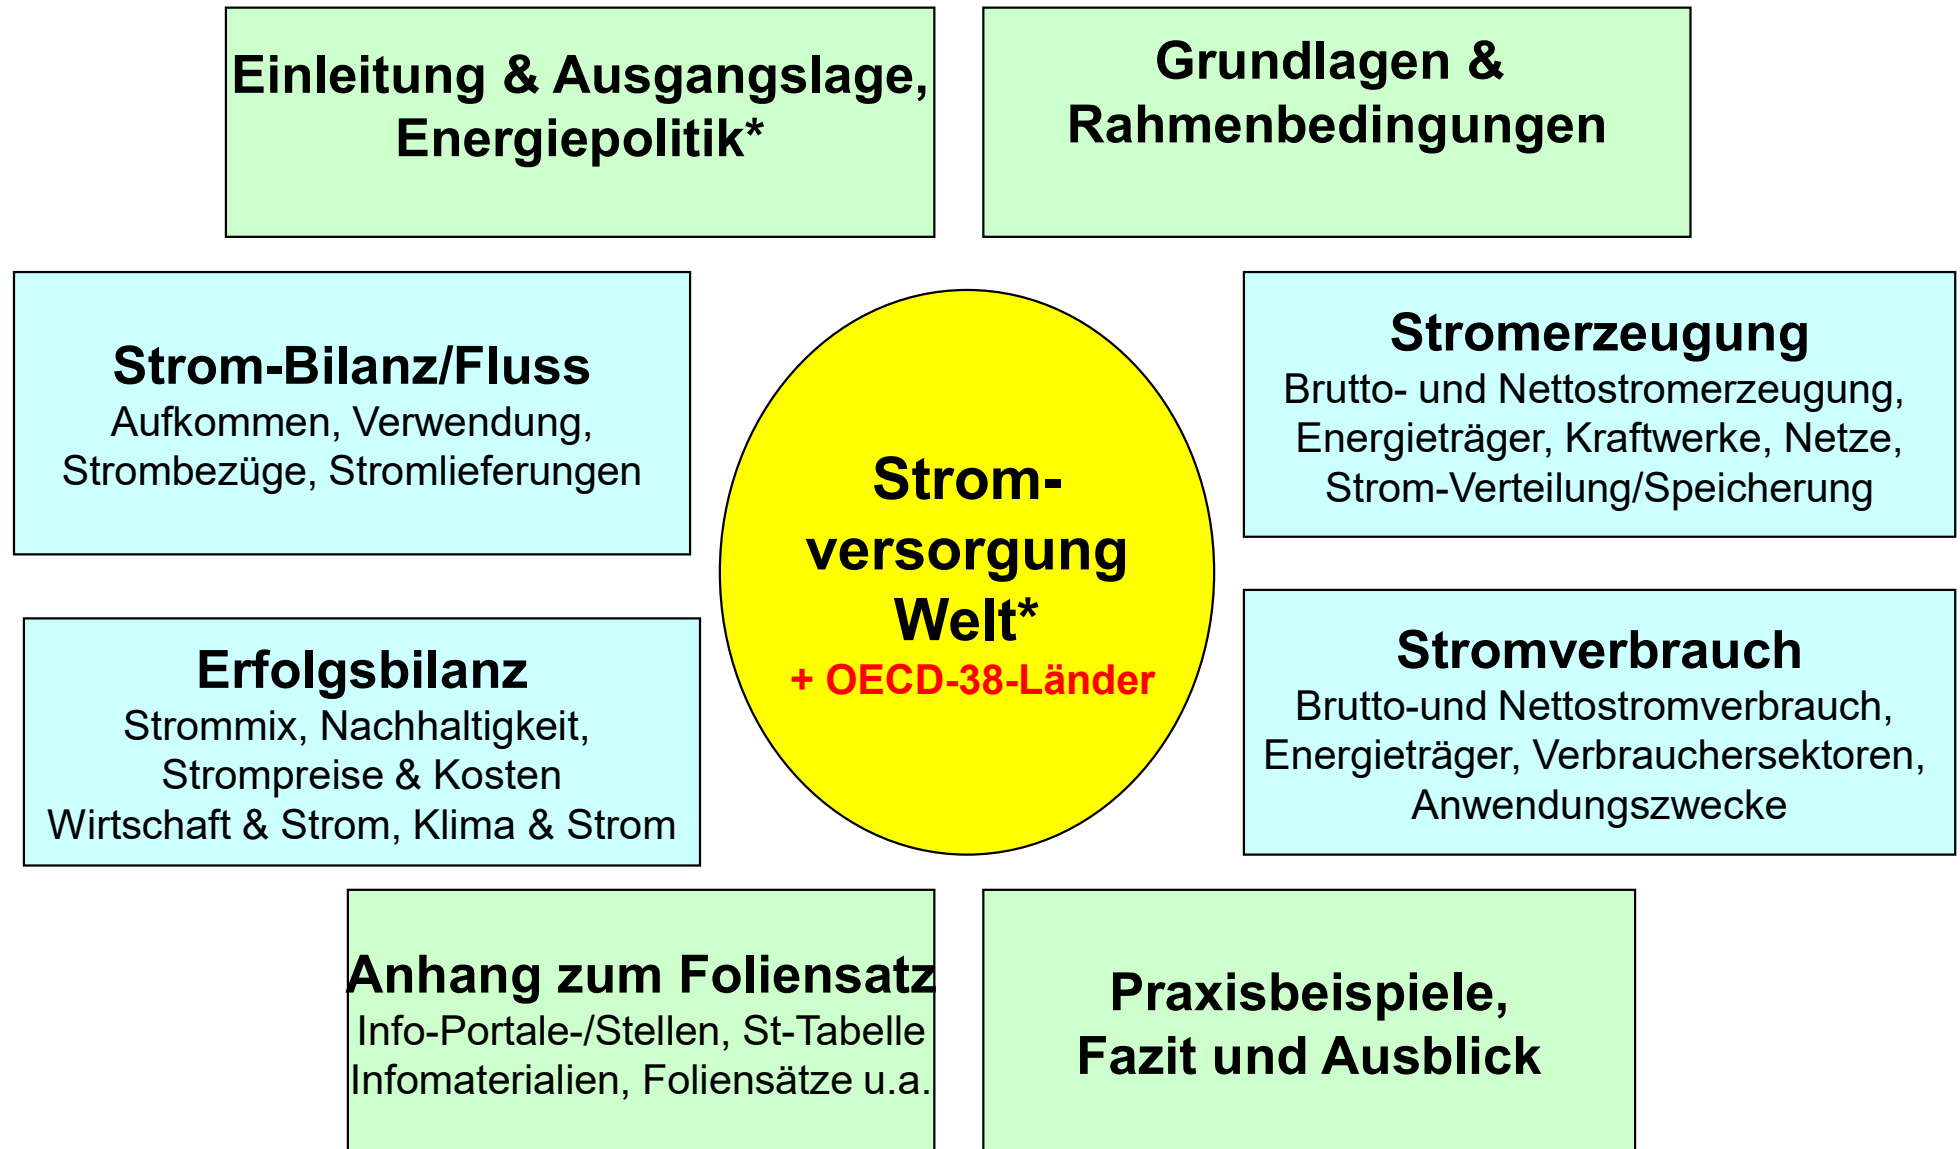 Einleitung & Ausgangslage,
Energiepolitik*
Grundlagen &
Rahmenbedingungen
Strom-Bilanz/Fluss
Aufkommen, Verwendung,
Strombezüge, Stromlieferungen
Strom-
versorgung
Welt*
+ OECD-38-Länder
Stromerzeugung
Brutto- und Nettostromerzeugung,
Energieträger, Kraftwerke, Netze,
Strom-Verteilung/Speicherung
Erfolgsbilanz
Strommix, Nachhaltigkeit,
Strompreise & Kosten
Wirtschaft & Strom, Klima & Strom
Stromverbrauch
Brutto-und Nettostromverbrauch,
Energieträger, Verbrauchersektoren,
Anwendungszwecke
Anhang zum Foliensatz
Info-Portale-/Stellen, St-Tabelle
Infomaterialien, Foliensätze u.a.
Praxisbeispiele,
Fazit und Ausblick